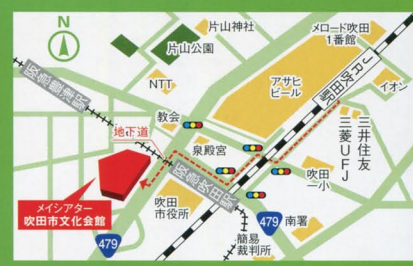 N
片山神社
片山公園
メロード吹田
1番館
JR吹田駅
NTT
アサヒ
ビール
イオン
阪急豊津駅
教会
地下道
泉殿宮
三井住友
三菱UFJ
吹田
一小
メイシアター
吹田市文化会館
吹田
市役所
阪急吹田駅
479
479
南署
簡易
裁判所